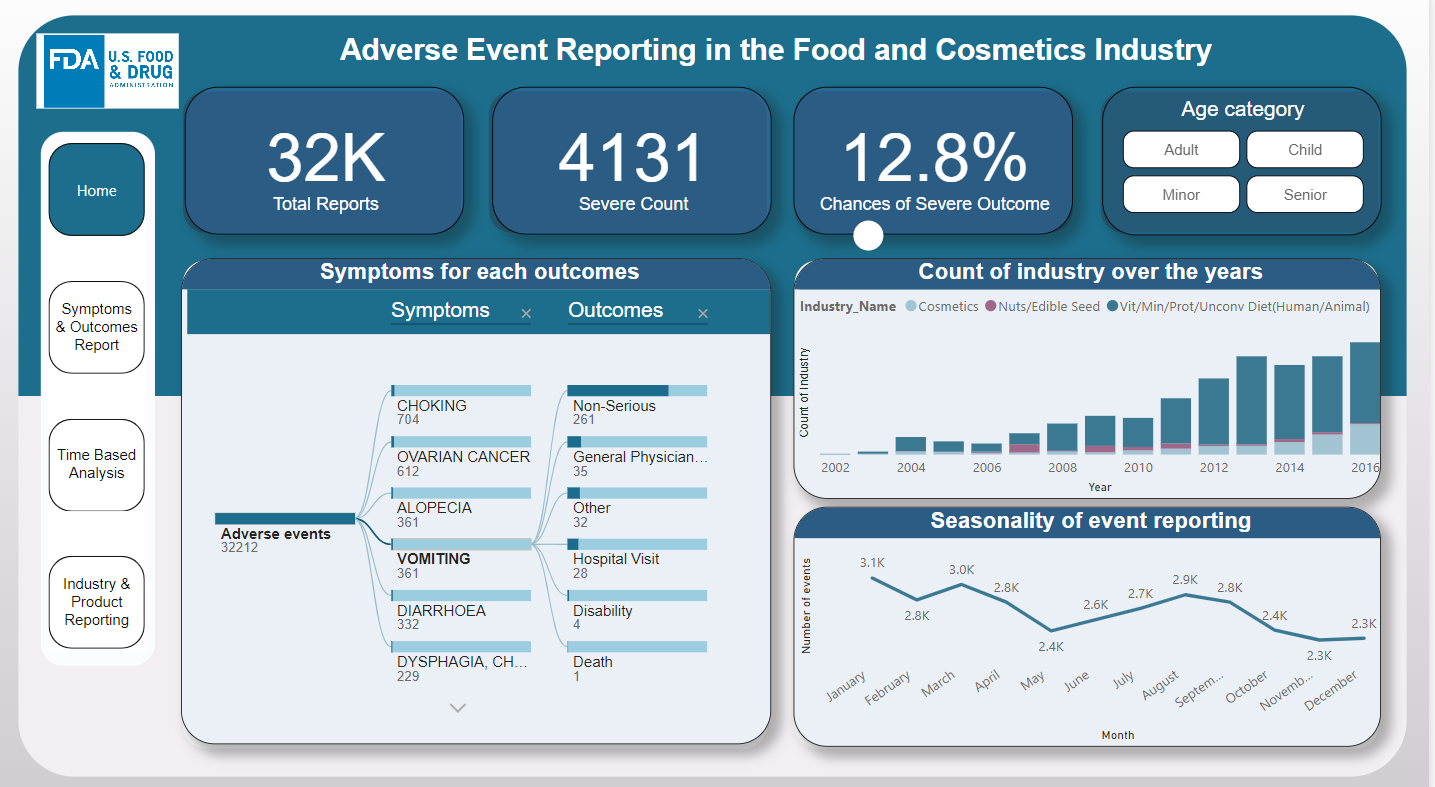 FDA
U.S. FOOD
& DRUG
ADMINISTRATION
Adverse Event Reporting in the Food and Cosmetics Industry
Home
Symptoms
& Outcomes
Report
Time Based
Analysis
Industry &
Product
Reporting
32K
Total Reports
4131
Severe Count
12.8%
Chances of Severe Outcome
Age category
Adult
Child
Minor
Senior
Symptoms for each outcomes
Symptoms
Outcomes
Adverse events
32212
CHOKING
704
OVARIAN CANCER
612
ALOPECIA
361
VOMITING
361
DIARRHOEA
332
DYSPHAGIA, CH...
229
Non-Serious
261
General Physician...
35
Other
32
Hospital Visit
28
Disability
4
Death
1
Count of industry over the years
Industry_Name Cosmetics Nuts/Edible Seed Vit/Min/Prot/Unconv Diet(Human/Animal)
Count of Industry
2002 2004 2006 2008 2010 2012 2014 2016
Year
Seasonality of event reporting
Number of events
3.1K
2.8K
3.0K
2.8K
2.4K
2.6K
2.7K
2.9K
2.8K
2.4K
2.3K
2.3K
January
February
March
April
May
June
July
August
Septem...
October
Novemb...
December
Month